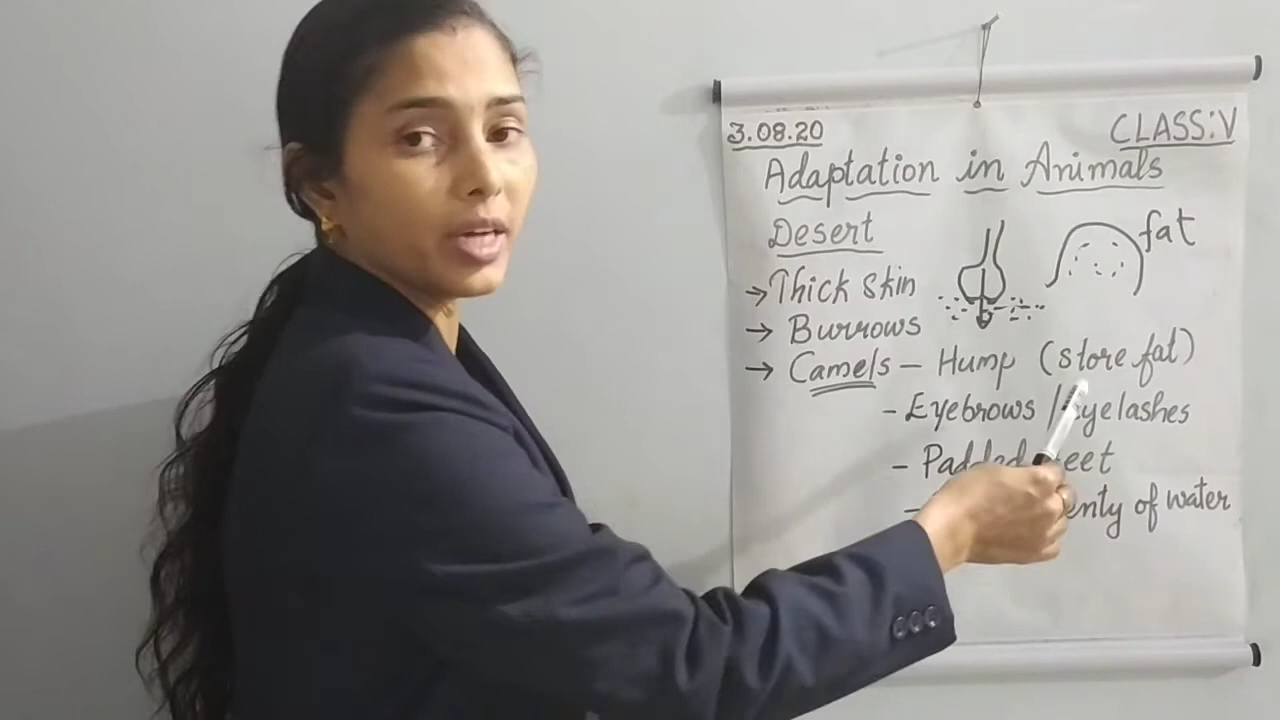 3.08.20 CLASS:V
Adaptation in Animals
Desert
fat
→ Thick skin
→ Burrows
→ Camels – Hump (store fat)
- Eyebrows / eyelashes
- Padded feet
- of water